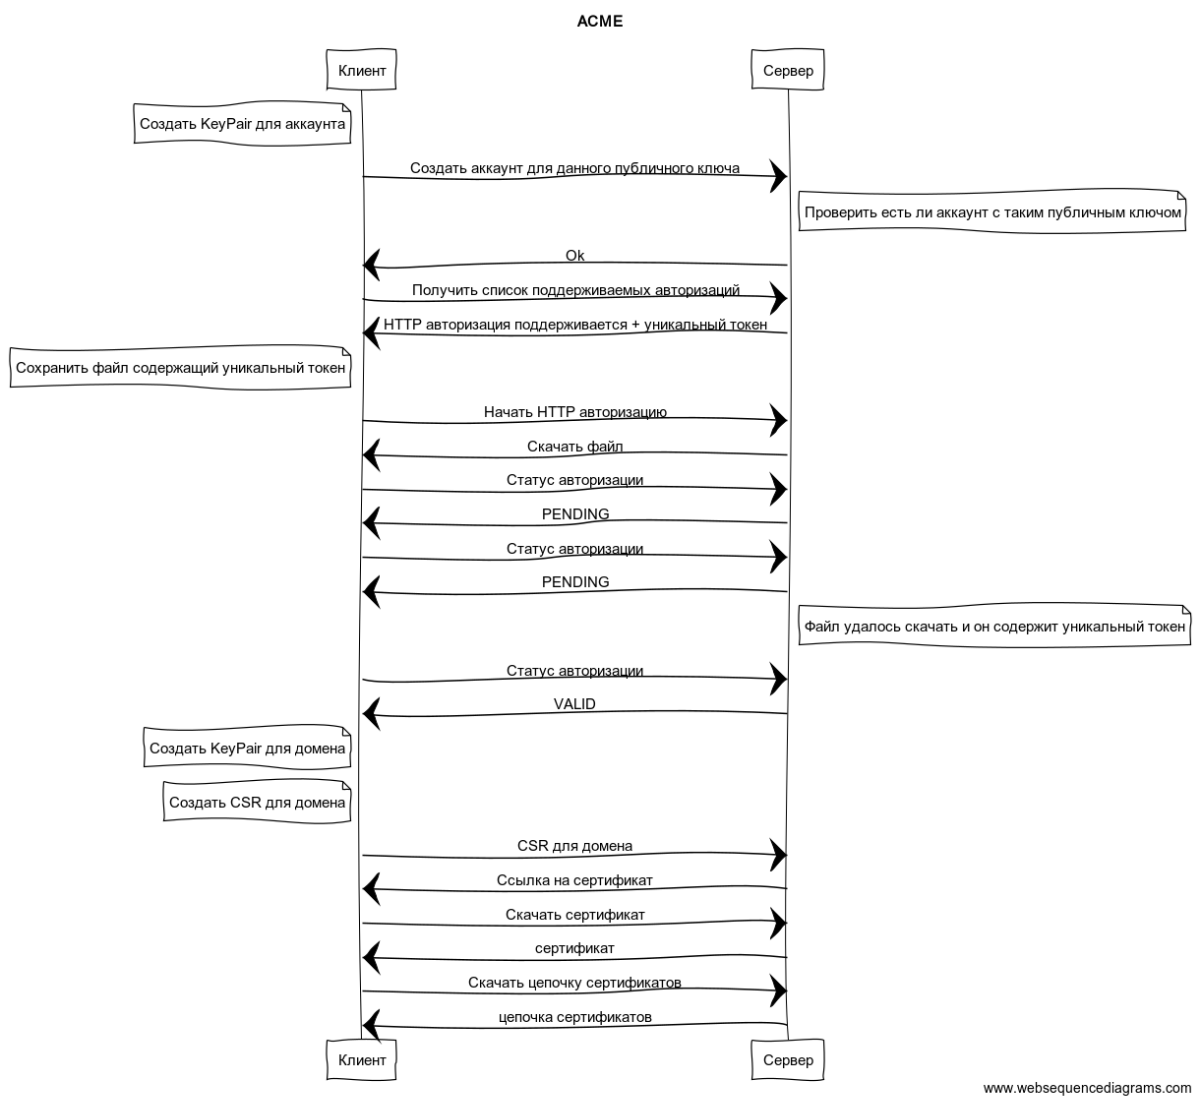 ACME
Клиент
Сервер
Создать KeyPair для аккаунта
Создать аккаунт для данного публичного ключа
Проверить есть ли аккаунт с таким публичным ключом
Ok
Получить список поддерживаемых авторизаций
HTTP авторизация поддерживается + уникальный токен
Сохранить файл содержащий уникальный токен
Начать HTTP авторизацию
Скачать файл
Статус авторизации
PENDING
Статус авторизации
PENDING
Файл удалось скачать и он содержит уникальный токен
Статус авторизации
VALID
Создать KeyPair для домена
Создать CSR для домена
CSR для домена
Ссылка на сертификат
Скачать сертификат
сертификат
Скачать цепочку сертификатов
цепочка сертификатов
Клиент
Сервер
www.websequencediagrams.com